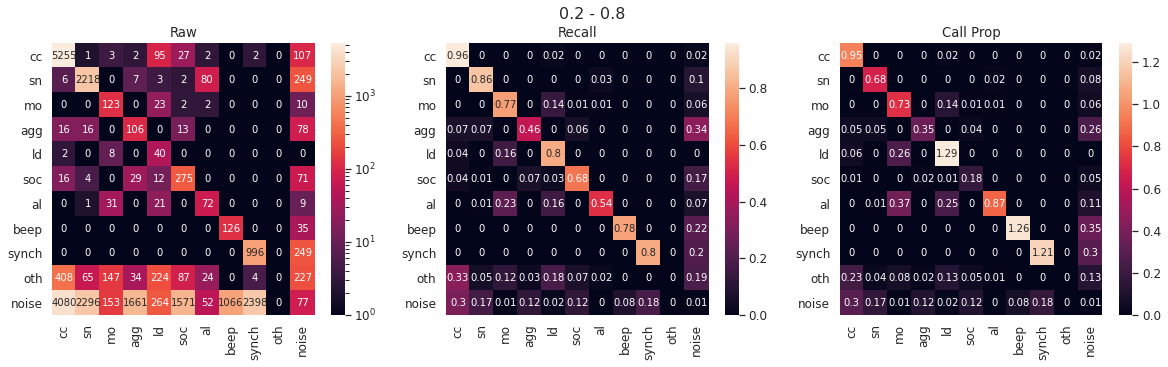 0.2 - 0.8
Raw
cc 5255 1 3 2 95 27 2 0 2 0 107
sn 6 2218 0 7 3 2 80 0 0 0 249
mo 0 0 123 0 23 2 2 0 0 0 10
agg 16 16 0 106 0 13 0 0 0 0 78
ld 2 0 8 0 40 0 0 0 0 0 0
soc 16 4 0 29 12 275 0 0 0 0 71
al 0 1 31 0 21 0 72 0 0 0 9
beep 0 0 0 0 0 0 0 126 0 0 35
synch 0 0 0 0 0 0 0 0 996 0 249
oth 408 65 147 34 224 87 24 0 4 0 227
noise 4080 2296 153 1661 264 1571 52 1066 2398 0 77
cc sn mo agg ld soc al beep synch oth noise
10³
10²
10¹
10⁰
Recall
cc 0.96 0 0 0 0.02 0 0 0 0 0 0.02
sn 0 0.86 0 0 0 0 0.03 0 0 0 0.1
mo 0 0 0.77 0 0.14 0.01 0.01 0 0 0 0.06
agg 0.07 0.07 0 0.46 0 0.06 0 0 0 0 0.34
ld 0.04 0 0.16 0 0.8 0 0 0 0 0 0
soc 0.04 0.01 0 0.07 0.03 0.68 0 0 0 0 0.17
al 0 0.01 0.23 0 0.16 0 0.54 0 0 0 0.07
beep 0 0 0 0 0 0 0 0.78 0 0 0.22
synch 0 0 0 0 0 0 0 0 0.8 0 0.2
oth 0.33 0.05 0.12 0.03 0.18 0.07 0.02 0 0 0 0.19
noise 0.3 0.17 0.01 0.12 0.02 0.12 0 0.08 0.18 0 0.01
cc sn mo agg ld soc al beep synch oth noise
0.8
0.6
0.4
0.2
0.0
Call Prop
cc 0.95 0 0 0 0.02 0 0 0 0 0 0.02
sn 0 0.68 0 0 0 0 0.02 0 0 0 0.08
mo 0 0 0.73 0 0.14 0.01 0.01 0 0 0 0.06
agg 0.05 0.05 0 0.35 0 0.04 0 0 0 0 0.26
ld 0.06 0 0.26 0 1.29 0 0 0 0 0 0
soc 0.01 0 0 0.02 0.01 0.18 0 0 0 0 0.05
al 0 0.01 0.37 0 0.25 0 0.87 0 0 0 0.11
beep 0 0 0 0 0 0 0 1.26 0 0 0.35
synch 0 0 0 0 0 0 0 0 1.21 0 0.3
oth 0.23 0.04 0.08 0.02 0.13 0.05 0.01 0 0 0 0.13
noise 0.3 0.17 0.01 0.12 0.02 0.12 0 0.08 0.18 0 0.01
cc sn mo agg ld soc al beep synch oth noise
1.2
1.0
0.8
0.6
0.4
0.2
0.0